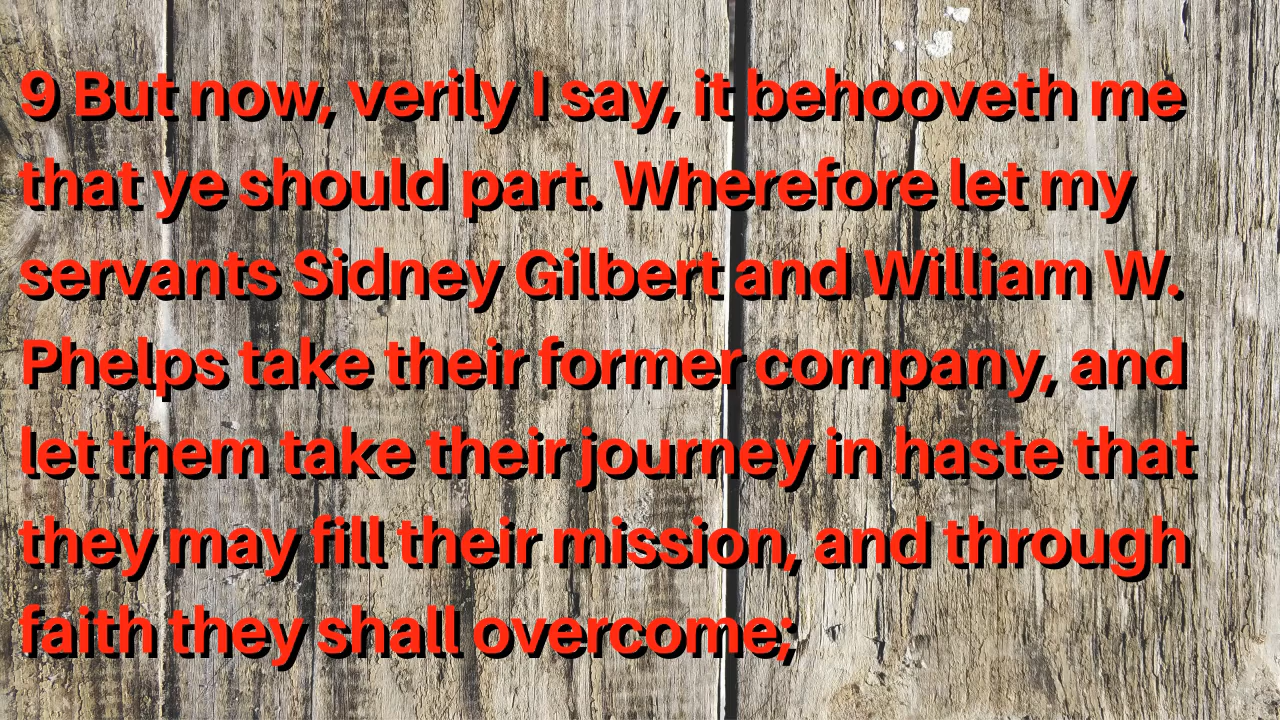 9 But now, verily I say, it behooveth me
that ye should part. Wherefore let my
servants Sidney Gilbert and William W.
Phelps take their former company, and
let them take their journey in haste that
they may fill their mission, and through
faith they shall overcome;